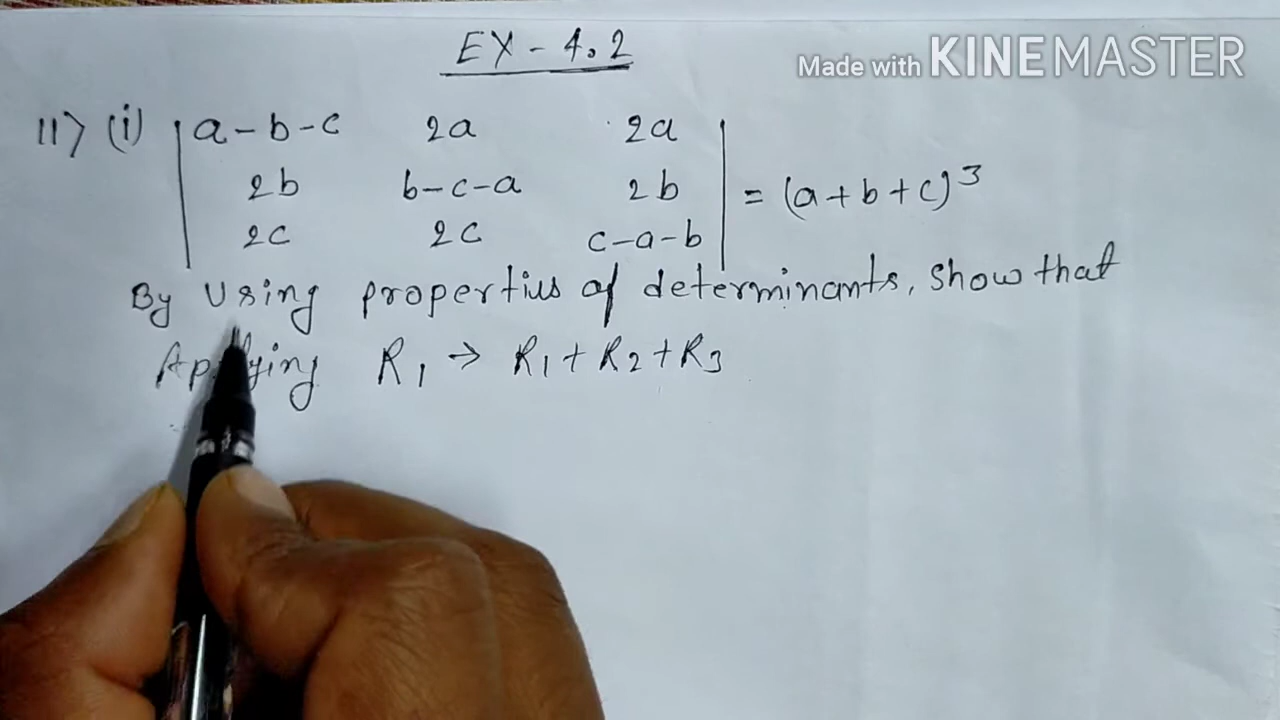 EX - 4.2
Made with KINEMASTER
11> (i) | a-b-c 2a 2a |
| 2b b-c-a 2b | = (a+b+c)³
| 2c 2c c-a-b |
By Using properties of determinants, show that
Applying R₁ → R₁ + R₂ + R₃